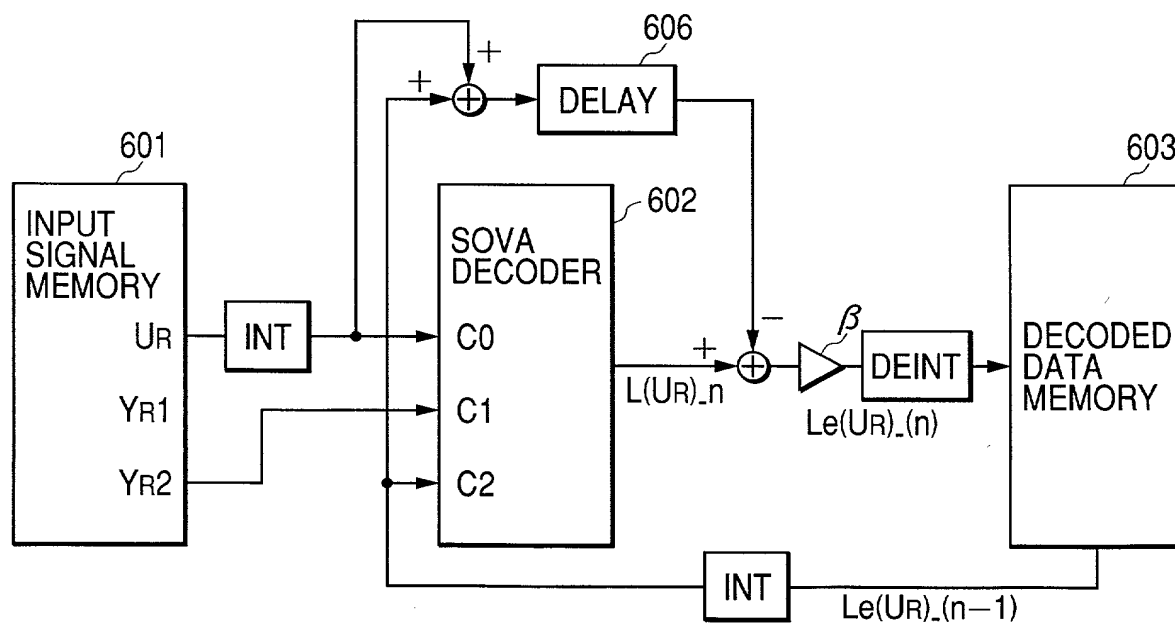 606
+
+
+
DELAY
601
602
603
INPUT
SIGNAL
MEMORY
SOVA
DECODER
UR
INT
C0
−
β
+
+
DEINT
DECODED
DATA
MEMORY
L(UR)_n
Le(UR)_(n)
YR1
C1
YR2
C2
INT
Le(UR)_(n−1)